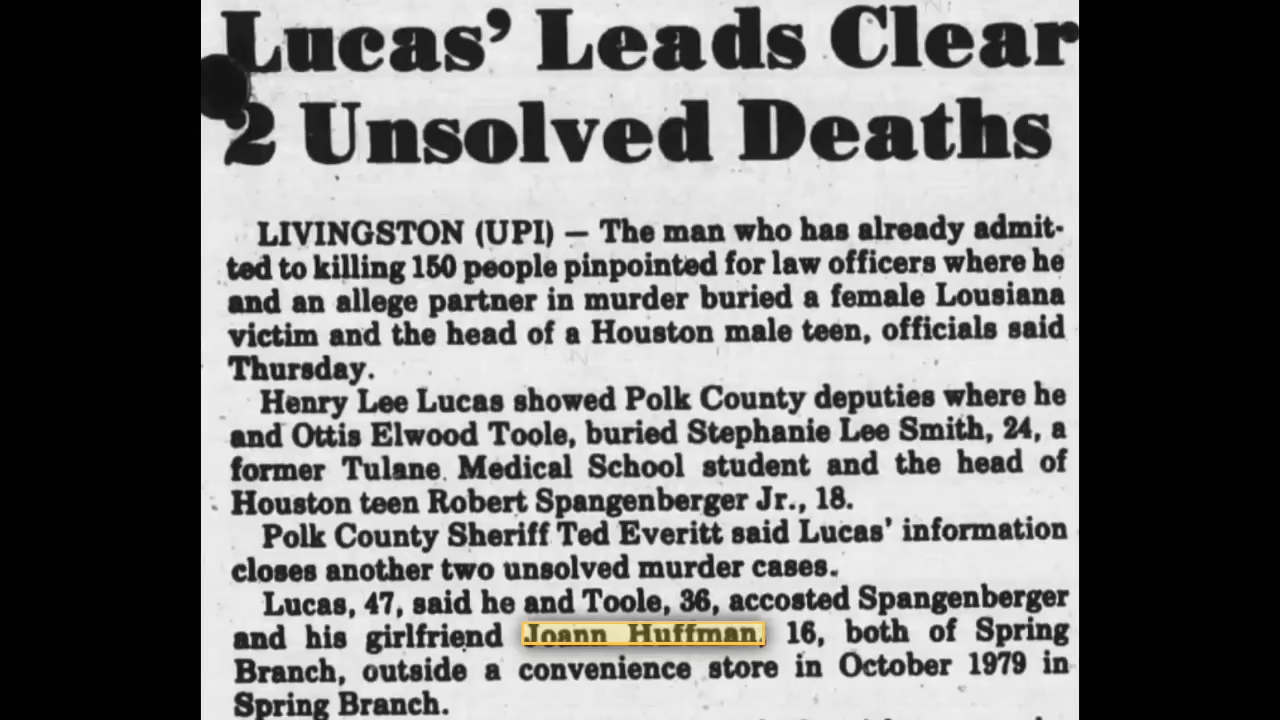 Lucas' Leads Clear
2 Unsolved Deaths
LIVINGSTON (UPI) — The man who has already admit-
ted to killing 150 people pinpointed for law officers where he
and an allege partner in murder buried a female Lousiana
victim and the head of a Houston male teen, officials said
Thursday.
Henry Lee Lucas showed Polk County deputies where he
and Ottis Elwood Toole, buried Stephanie Lee Smith, 24, a
former Tulane Medical School student and the head of
Houston teen Robert Spangenberger Jr., 18.
Polk County Sheriff Ted Everitt said Lucas' information
closes another two unsolved murder cases.
Lucas, 47, said he and Toole, 36, accosted Spangenberger
and his girlfriend Joann Huffman, 16, both of Spring
Branch, outside a convenience store in October 1979 in
Spring Branch.